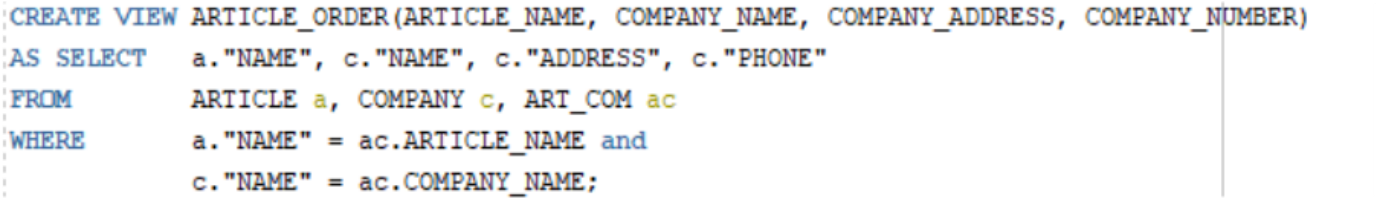 CREATE VIEW ARTICLE_ORDER(ARTICLE_NAME, COMPANY_NAME, COMPANY_ADDRESS, COMPANY_NUMBER)
AS SELECT a."NAME", c."NAME", c."ADDRESS", c."PHONE"
FROM ARTICLE a, COMPANY c, ART_COM ac
WHERE a."NAME" = ac.ARTICLE_NAME and
c."NAME" = ac.COMPANY_NAME;